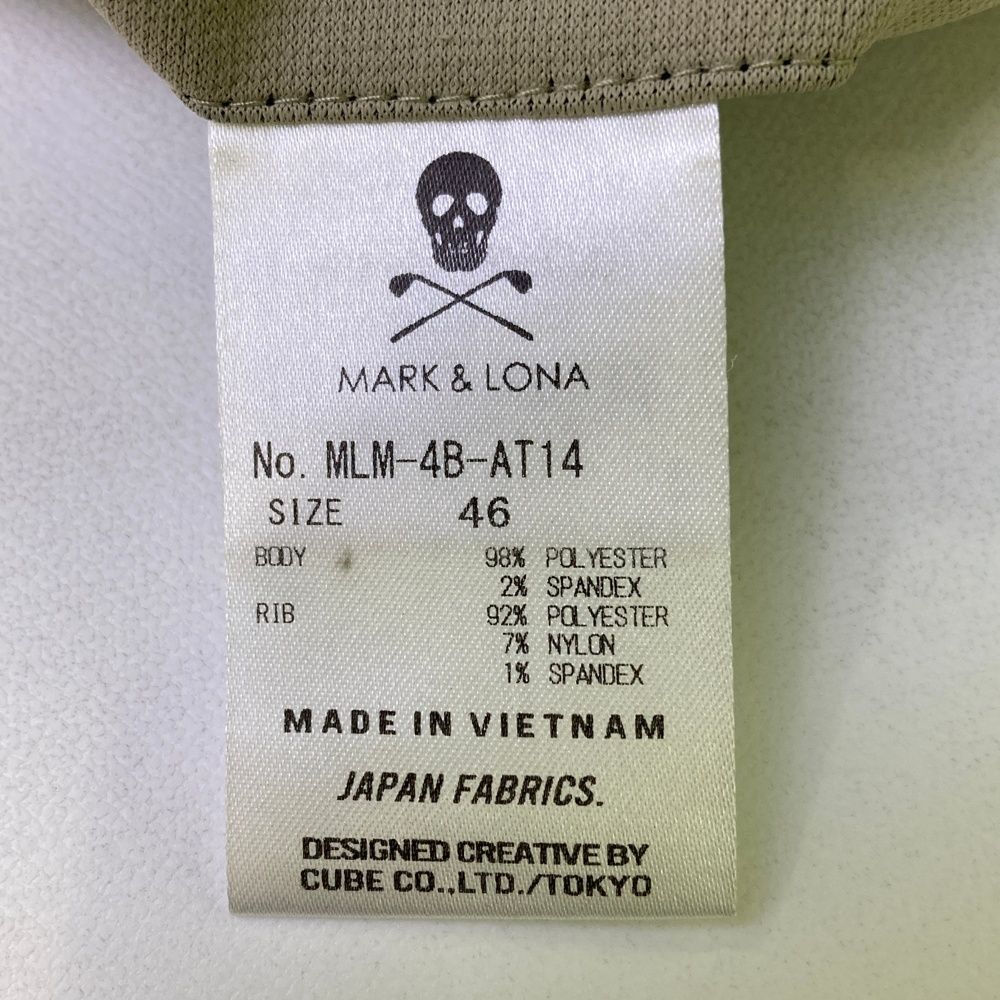 MARK & LONA
No. MLM-4B-AT14
SIZE 46
BODY 98% POLYESTER
2% SPANDEX
RIB 92% POLYESTER
7% NYLON
1% SPANDEX
MADE IN VIETNAM
JAPAN FABRICS.
DESIGNED CREATIVE BY
CUBE CO.,LTD./TOKYO